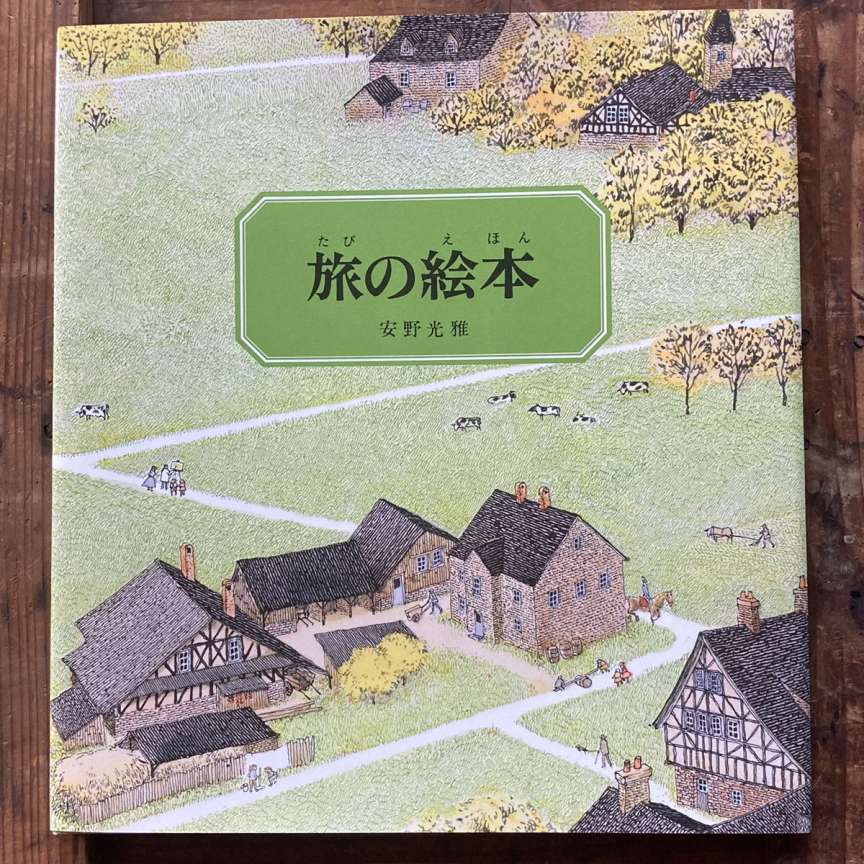 たび　えほん
旅の絵本
安野光雅